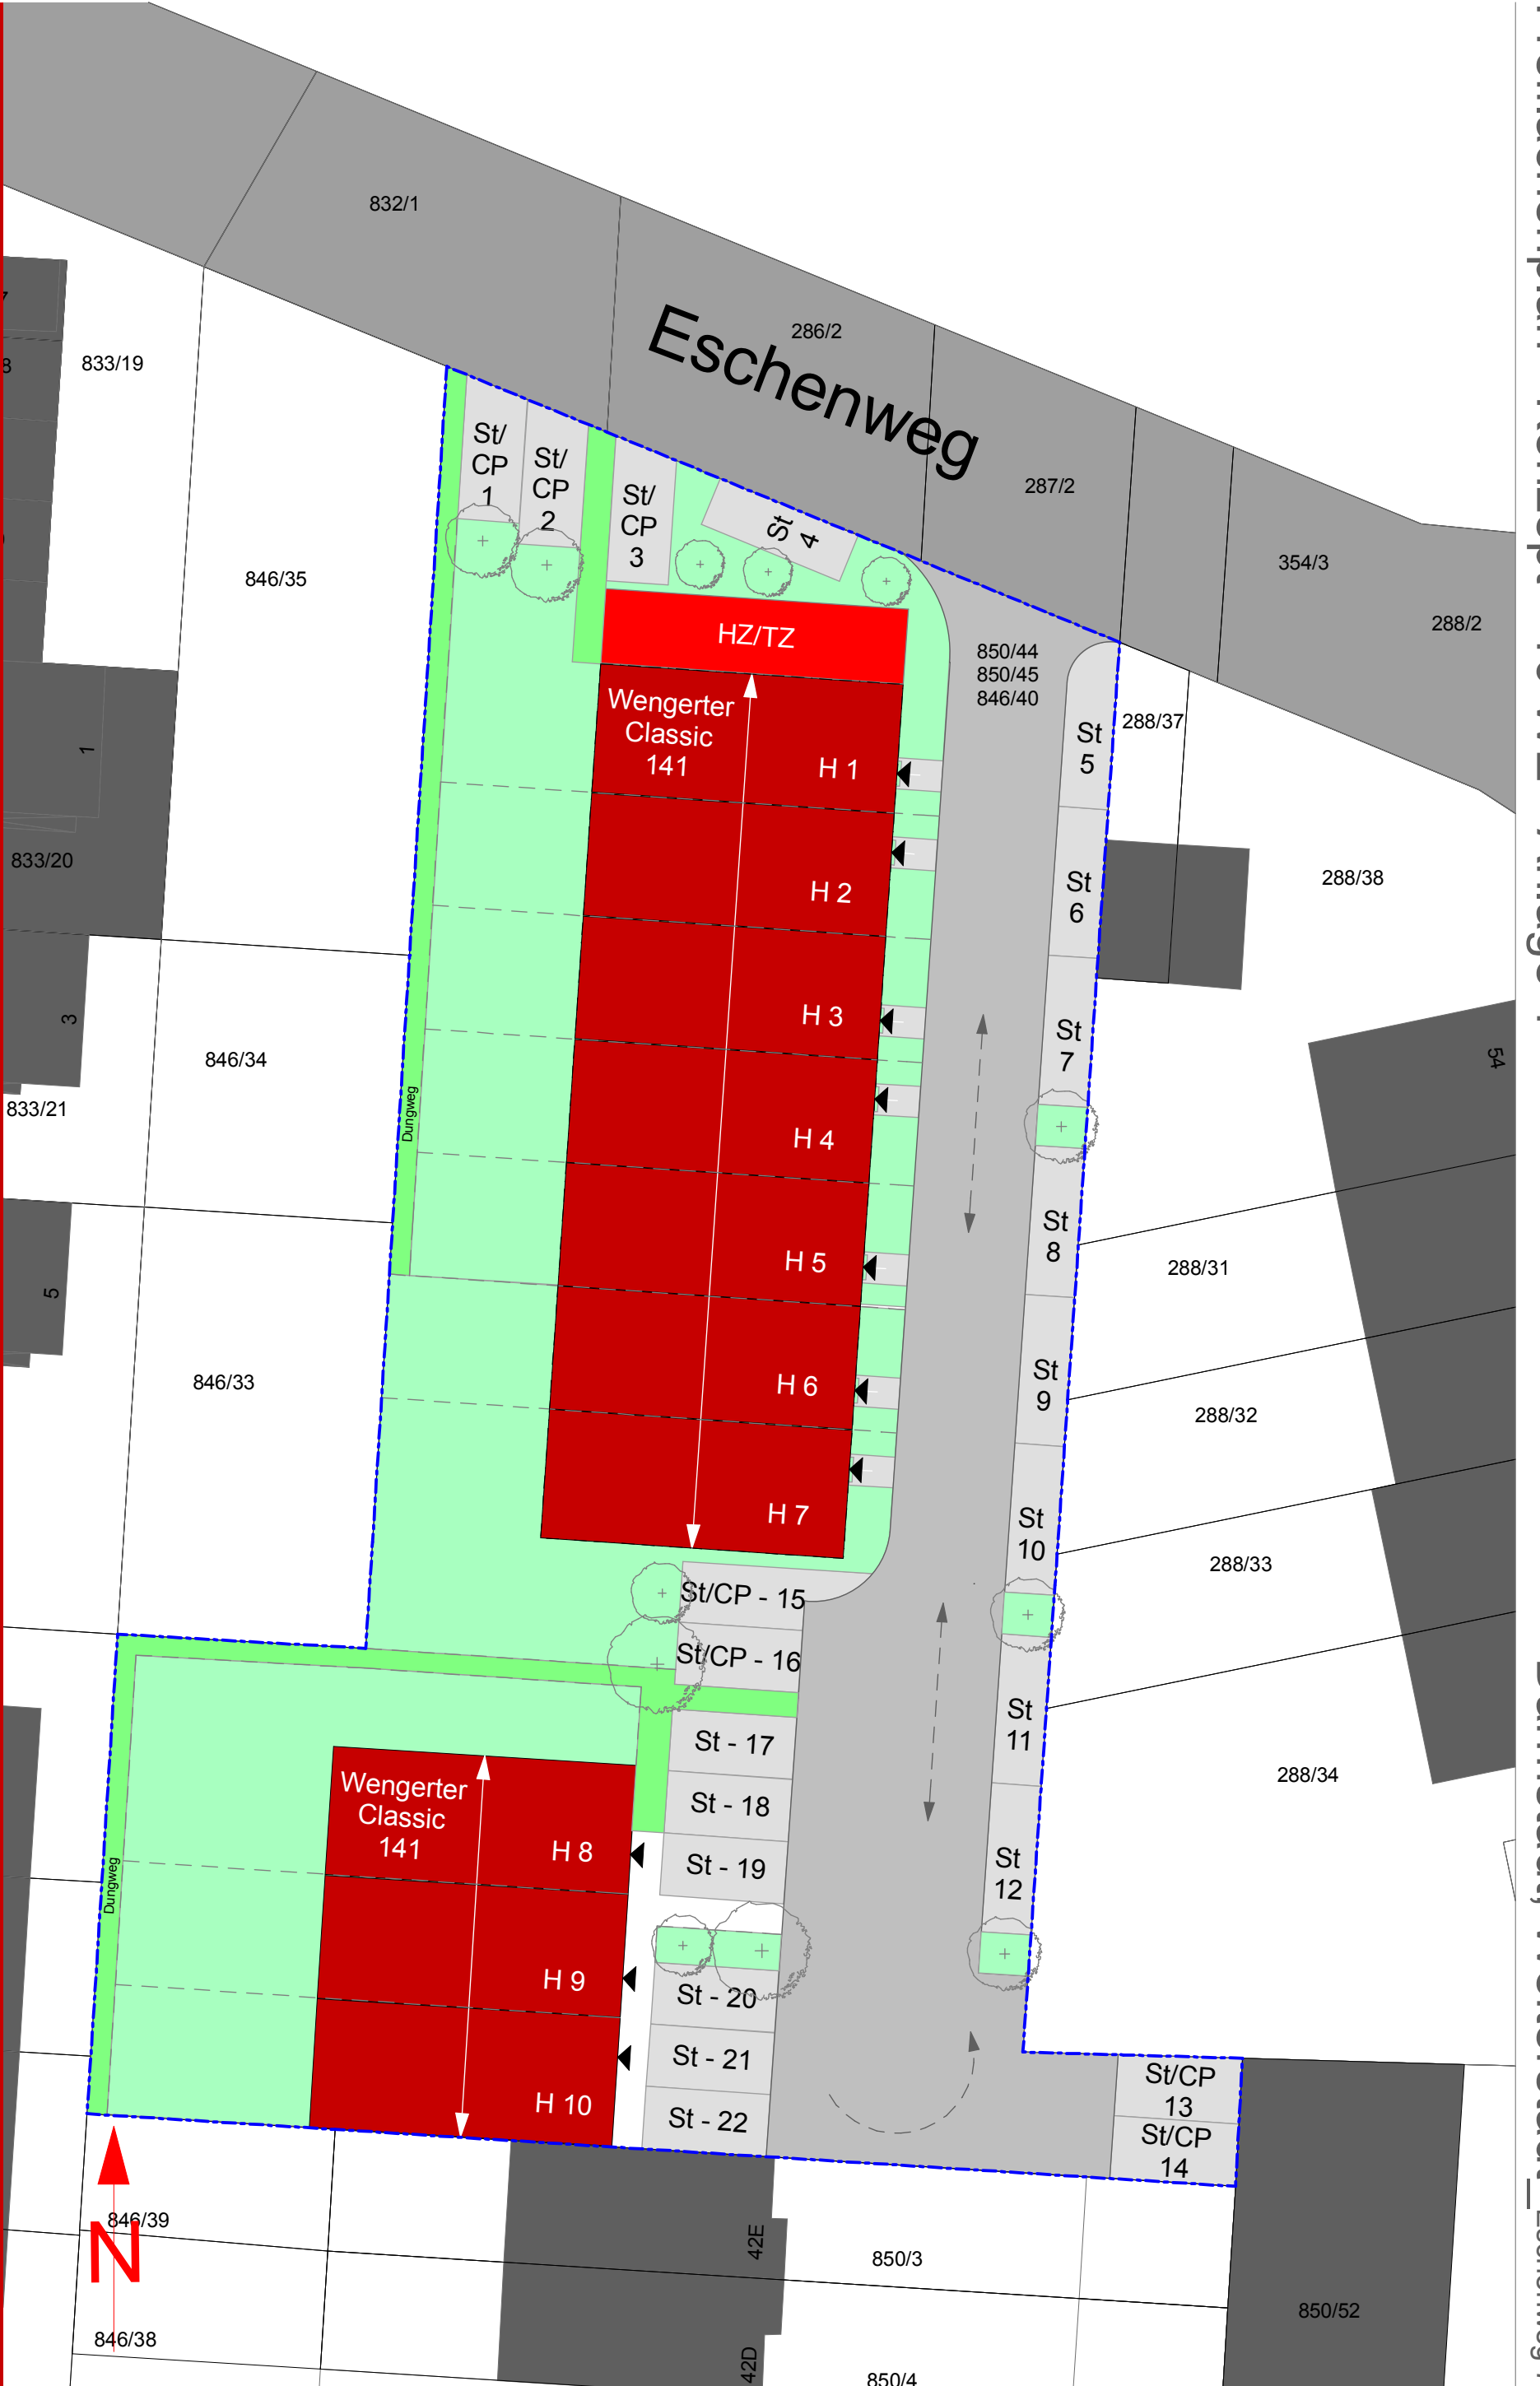 832/1
286/2
Eschenweg
833/19
287/2
St/
CP
1
St/
CP
2
St/
CP
3
St
4
354/3
846/35
288/2
HZ/TZ
850/44
850/45
846/40
Wengerter
Classic
141
288/37
St
5
1
H 1
833/20
288/38
H 2
St
6
3
H 3
St
7
54
846/34
833/21
Dungweg
H 4
St
8
5
H 5
288/31
846/33
H 6
St
9
288/32
H 7
St
10
288/33
St/CP - 15
St/CP - 16
St
11
St - 17
288/34
Wengerter
Classic
141
St - 18
H 8
St - 19
St
12
Dungweg
H 9
St - 20
St - 21
H 10
St - 22
St/CP
13
St/CP
14
846/39
N
42E
850/3
850/52
846/38
42D
850/4